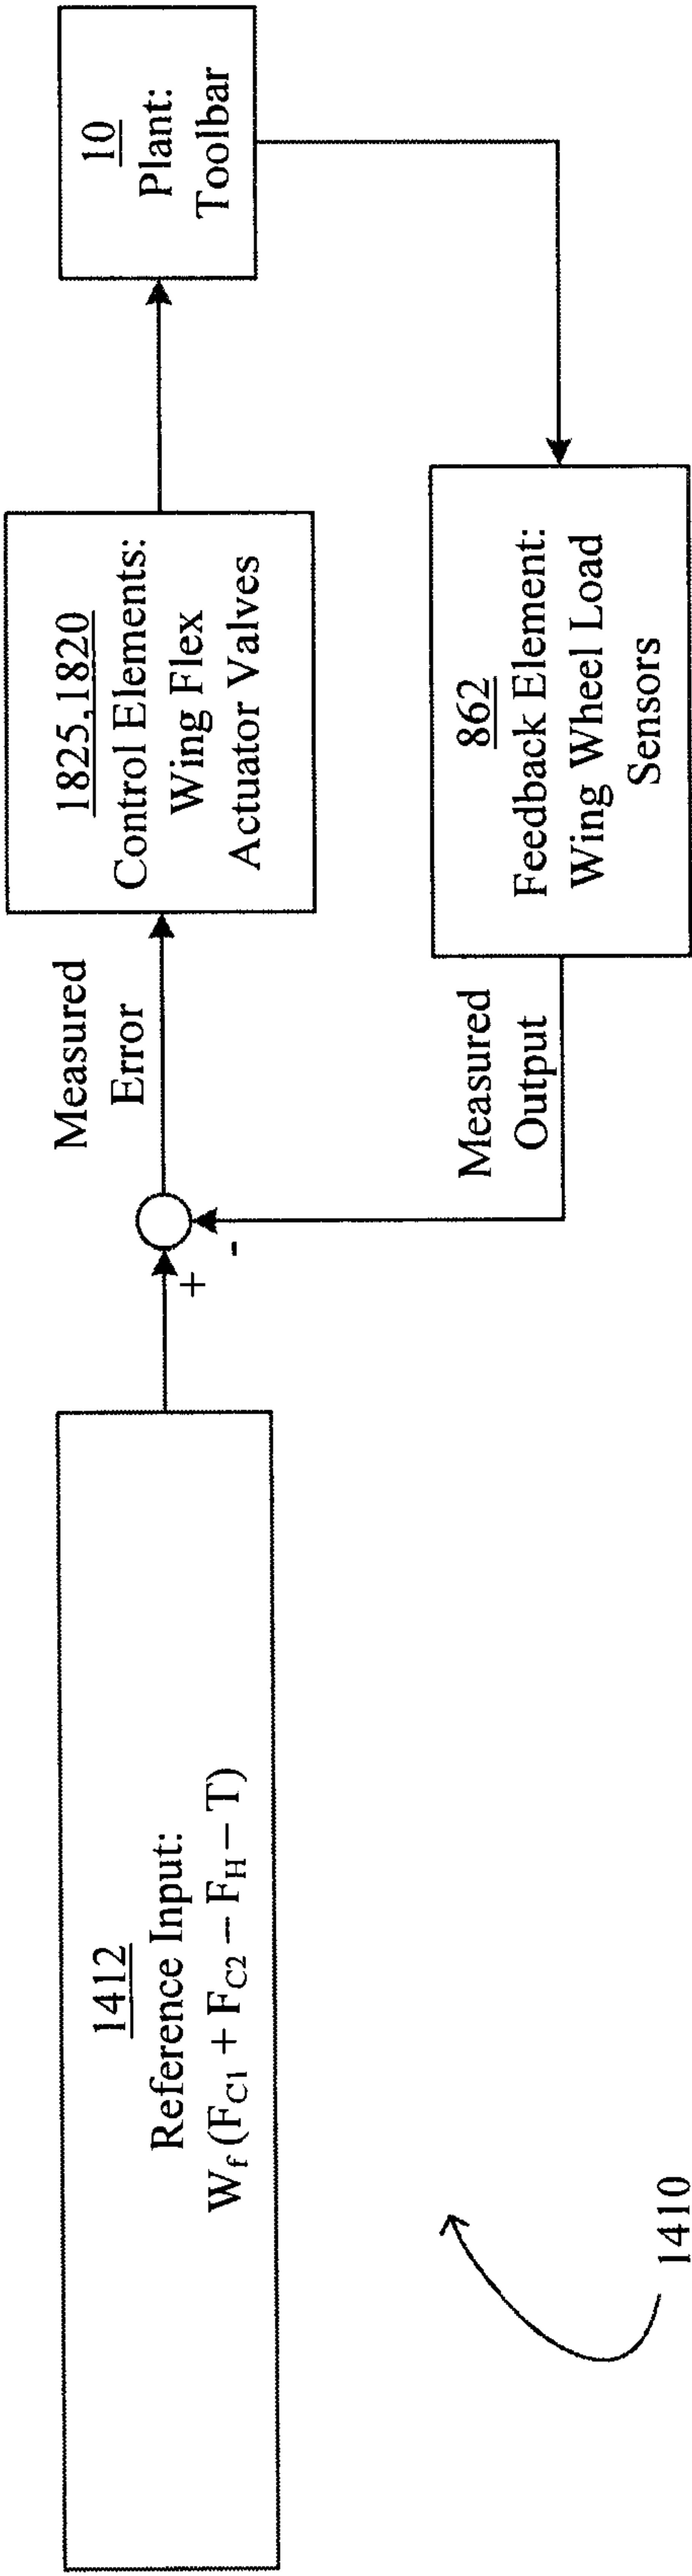 1412
Reference Input:
W_f (F_C1 + F_C2 – F_H – T)
+
-
Measured
Error
1825,1820
Control Elements:
Wing Flex
Actuator Valves
10
Plant:
Toolbar
862
Feedback Element:
Wing Wheel Load
Sensors
Measured
Output
1410